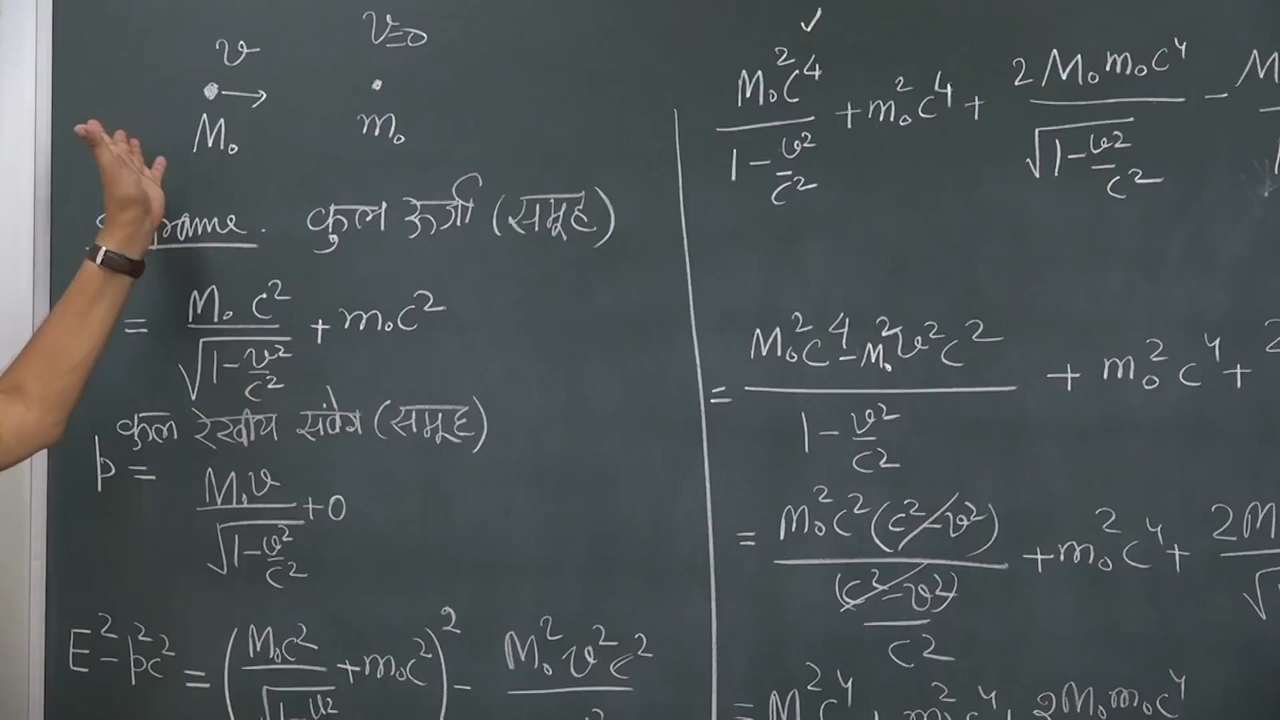 v v=0
M₀ m₀
frame. कुल ऊर्जा (समूह)
= M₀c²/√(1-v²/c²) + m₀c²
कुल रेखीय संवेग (समूह)
p = M₀v/√(1-v²/c²) + 0
E²-p²c² = (M₀c²/√(1-v²/c²) + m₀c²)² - M₀²v²c²
✓
M₀²c⁴/(1-v²/c²) + m₀²c⁴ + 2M₀m₀c⁴/√(1-v²/c²) - M
= (M₀²c⁴-M₀²v²c²)/(1-v²/c²) + m₀²c⁴ + 2
= M₀²c²(c²-v²)/((c²-v²)/c²) + m₀²c⁴ + 2M
= M²c⁴ + m₀²c⁴ + 2M₀m₀c⁴